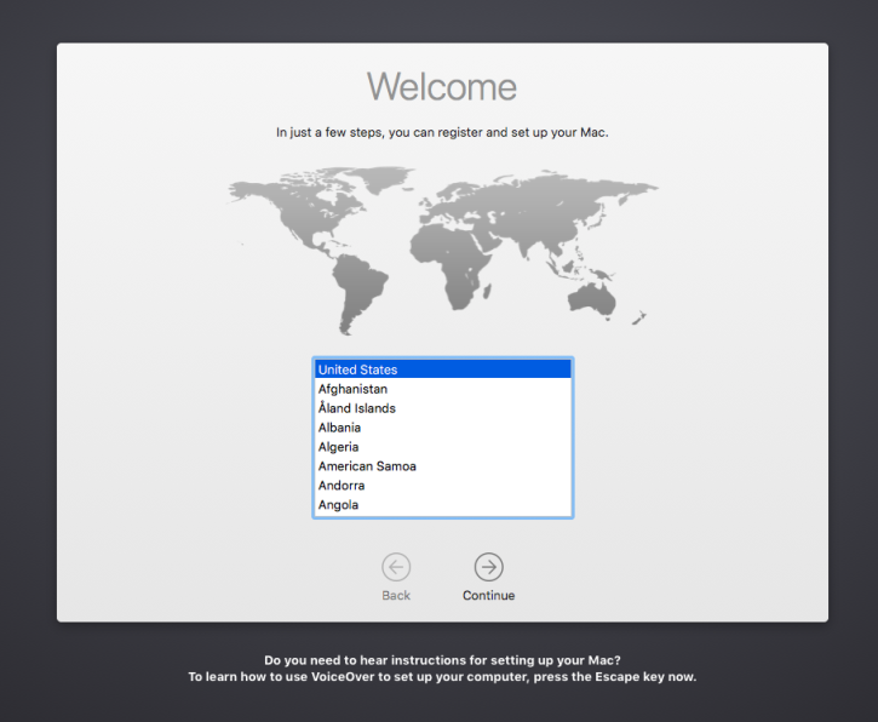 Welcome
In just a few steps, you can register and set up your Mac.
United States
Afghanistan
Åland Islands
Albania
Algeria
American Samoa
Andorra
Angola
Back
Continue
Do you need to hear instructions for setting up your Mac?
To learn how to use VoiceOver to set up your computer, press the Escape key now.